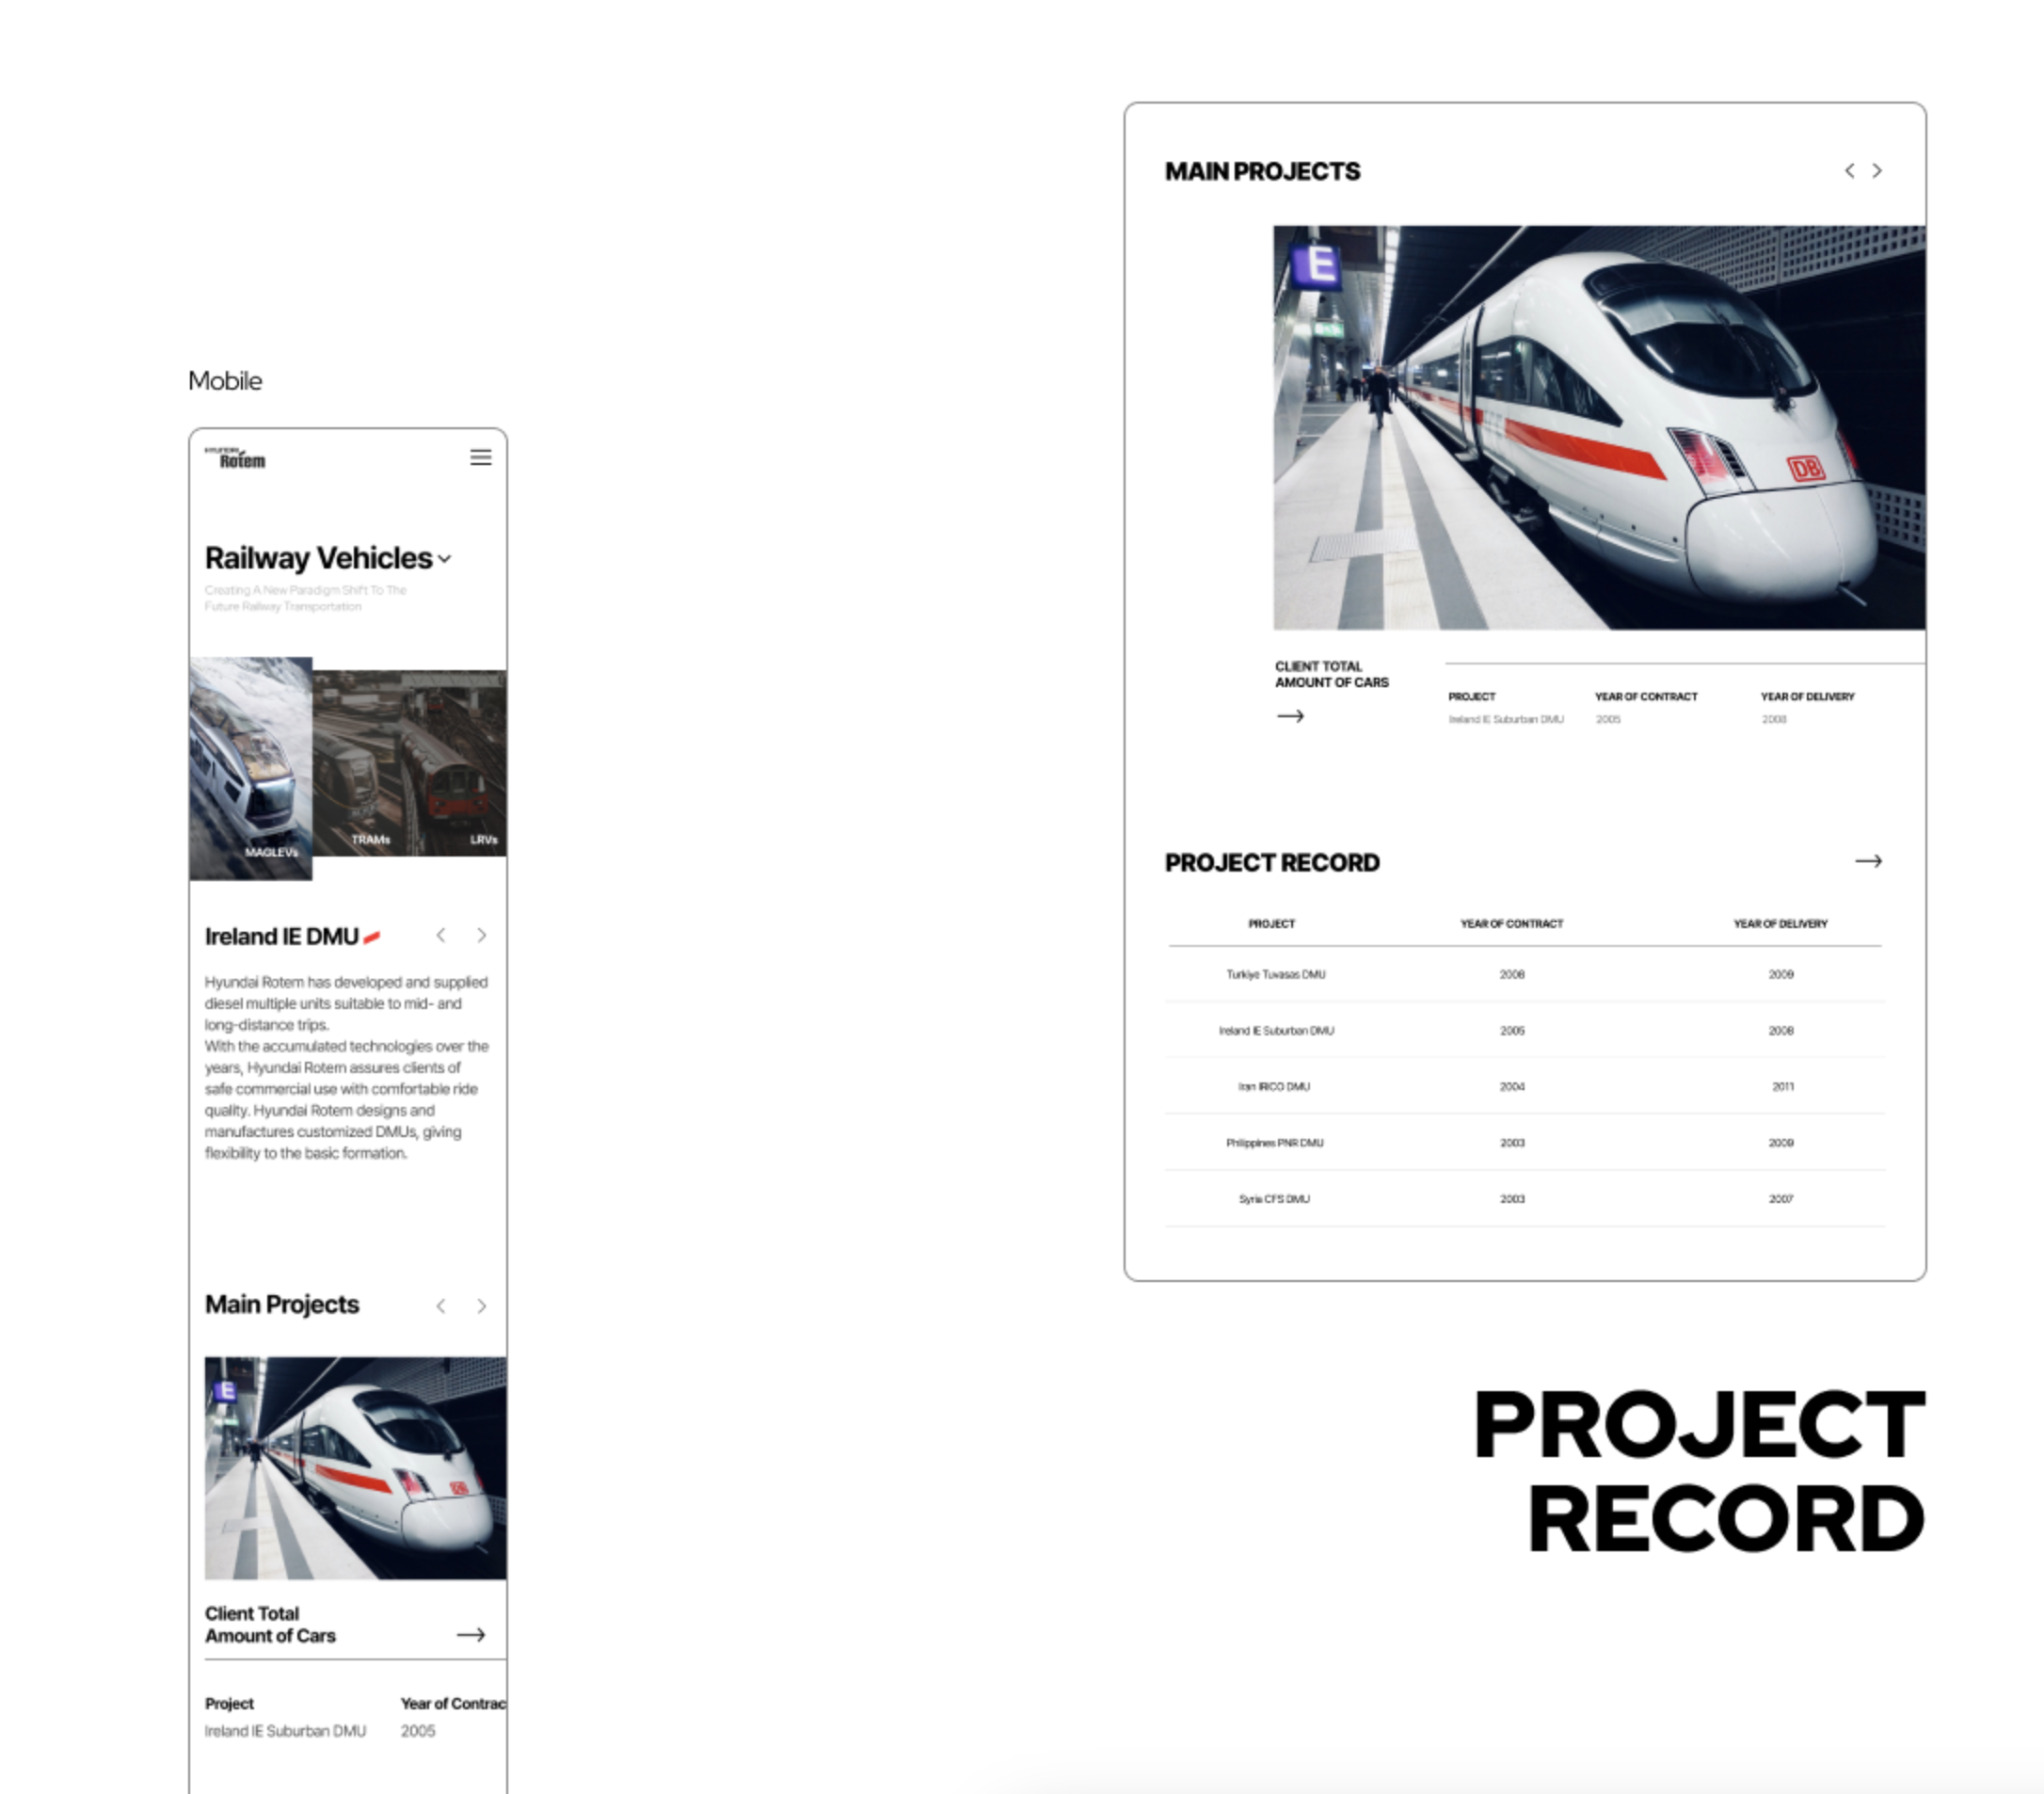 Mobile
HYUNDAI
Rotem
Railway Vehicles
Creating A New Paradigm Shift To The
Future Railway Transportation
MAGLEVs
TRAMs
LRVs
Ireland IE DMU
Hyundai Rotem has developed and supplied
diesel multiple units suitable to mid- and
long-distance trips.
With the accumulated technologies over the
years, Hyundai Rotem assures clients of
safe commercial use with comfortable ride
quality. Hyundai Rotem designs and
manufactures customized DMUs, giving
flexibility to the basic formation.
Main Projects
E
DB
Client Total
Amount of Cars
Project Year of Contrac
Ireland IE Suburban DMU 2005
MAIN PROJECTS
E
DB
CLIENT TOTAL
AMOUNT OF CARS
PROJECT YEAR OF CONTRACT YEAR OF DELIVERY
Ireland IE Suburban DMU 2005 2008
PROJECT RECORD
PROJECT YEAR OF CONTRACT YEAR OF DELIVERY
Turkiye Tuvasas DMU 2008 2009
Ireland IE Suburban DMU 2005 2008
Iran IRICO DMU 2004 2011
Philippines PNR DMU 2003 2009
Syria CFS DMU 2003 2007
PROJECT
RECORD